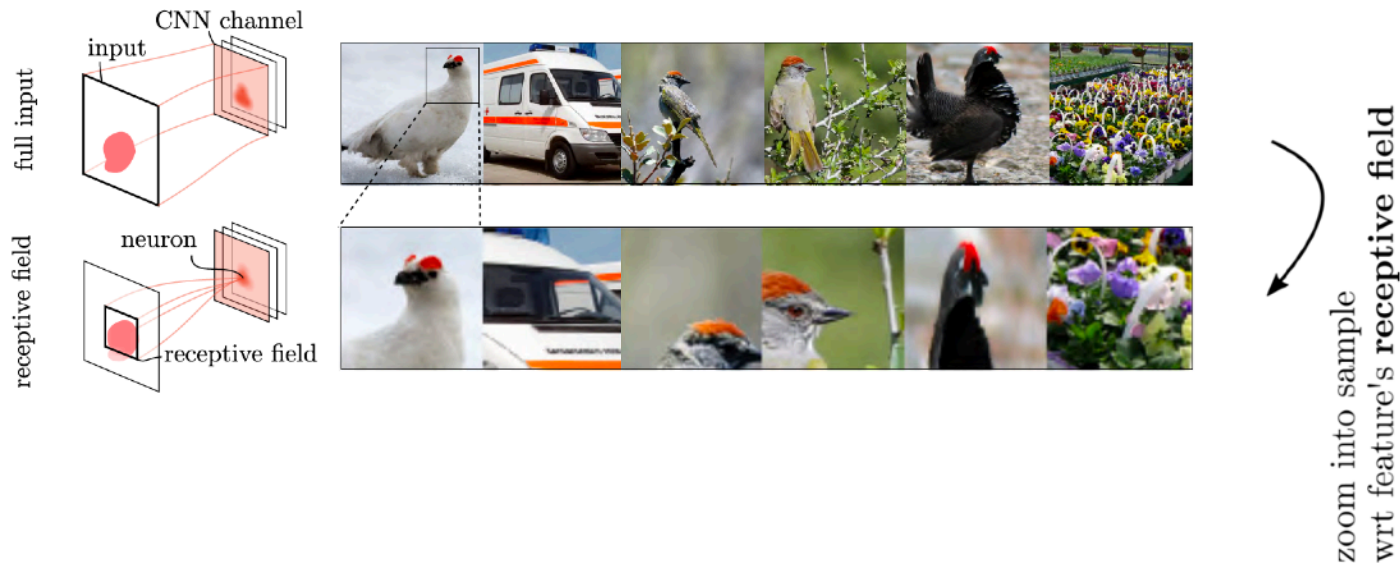 CNN channel
input
full input
neuron
receptive field
receptive field
zoom into sample
wrt feature's receptive field